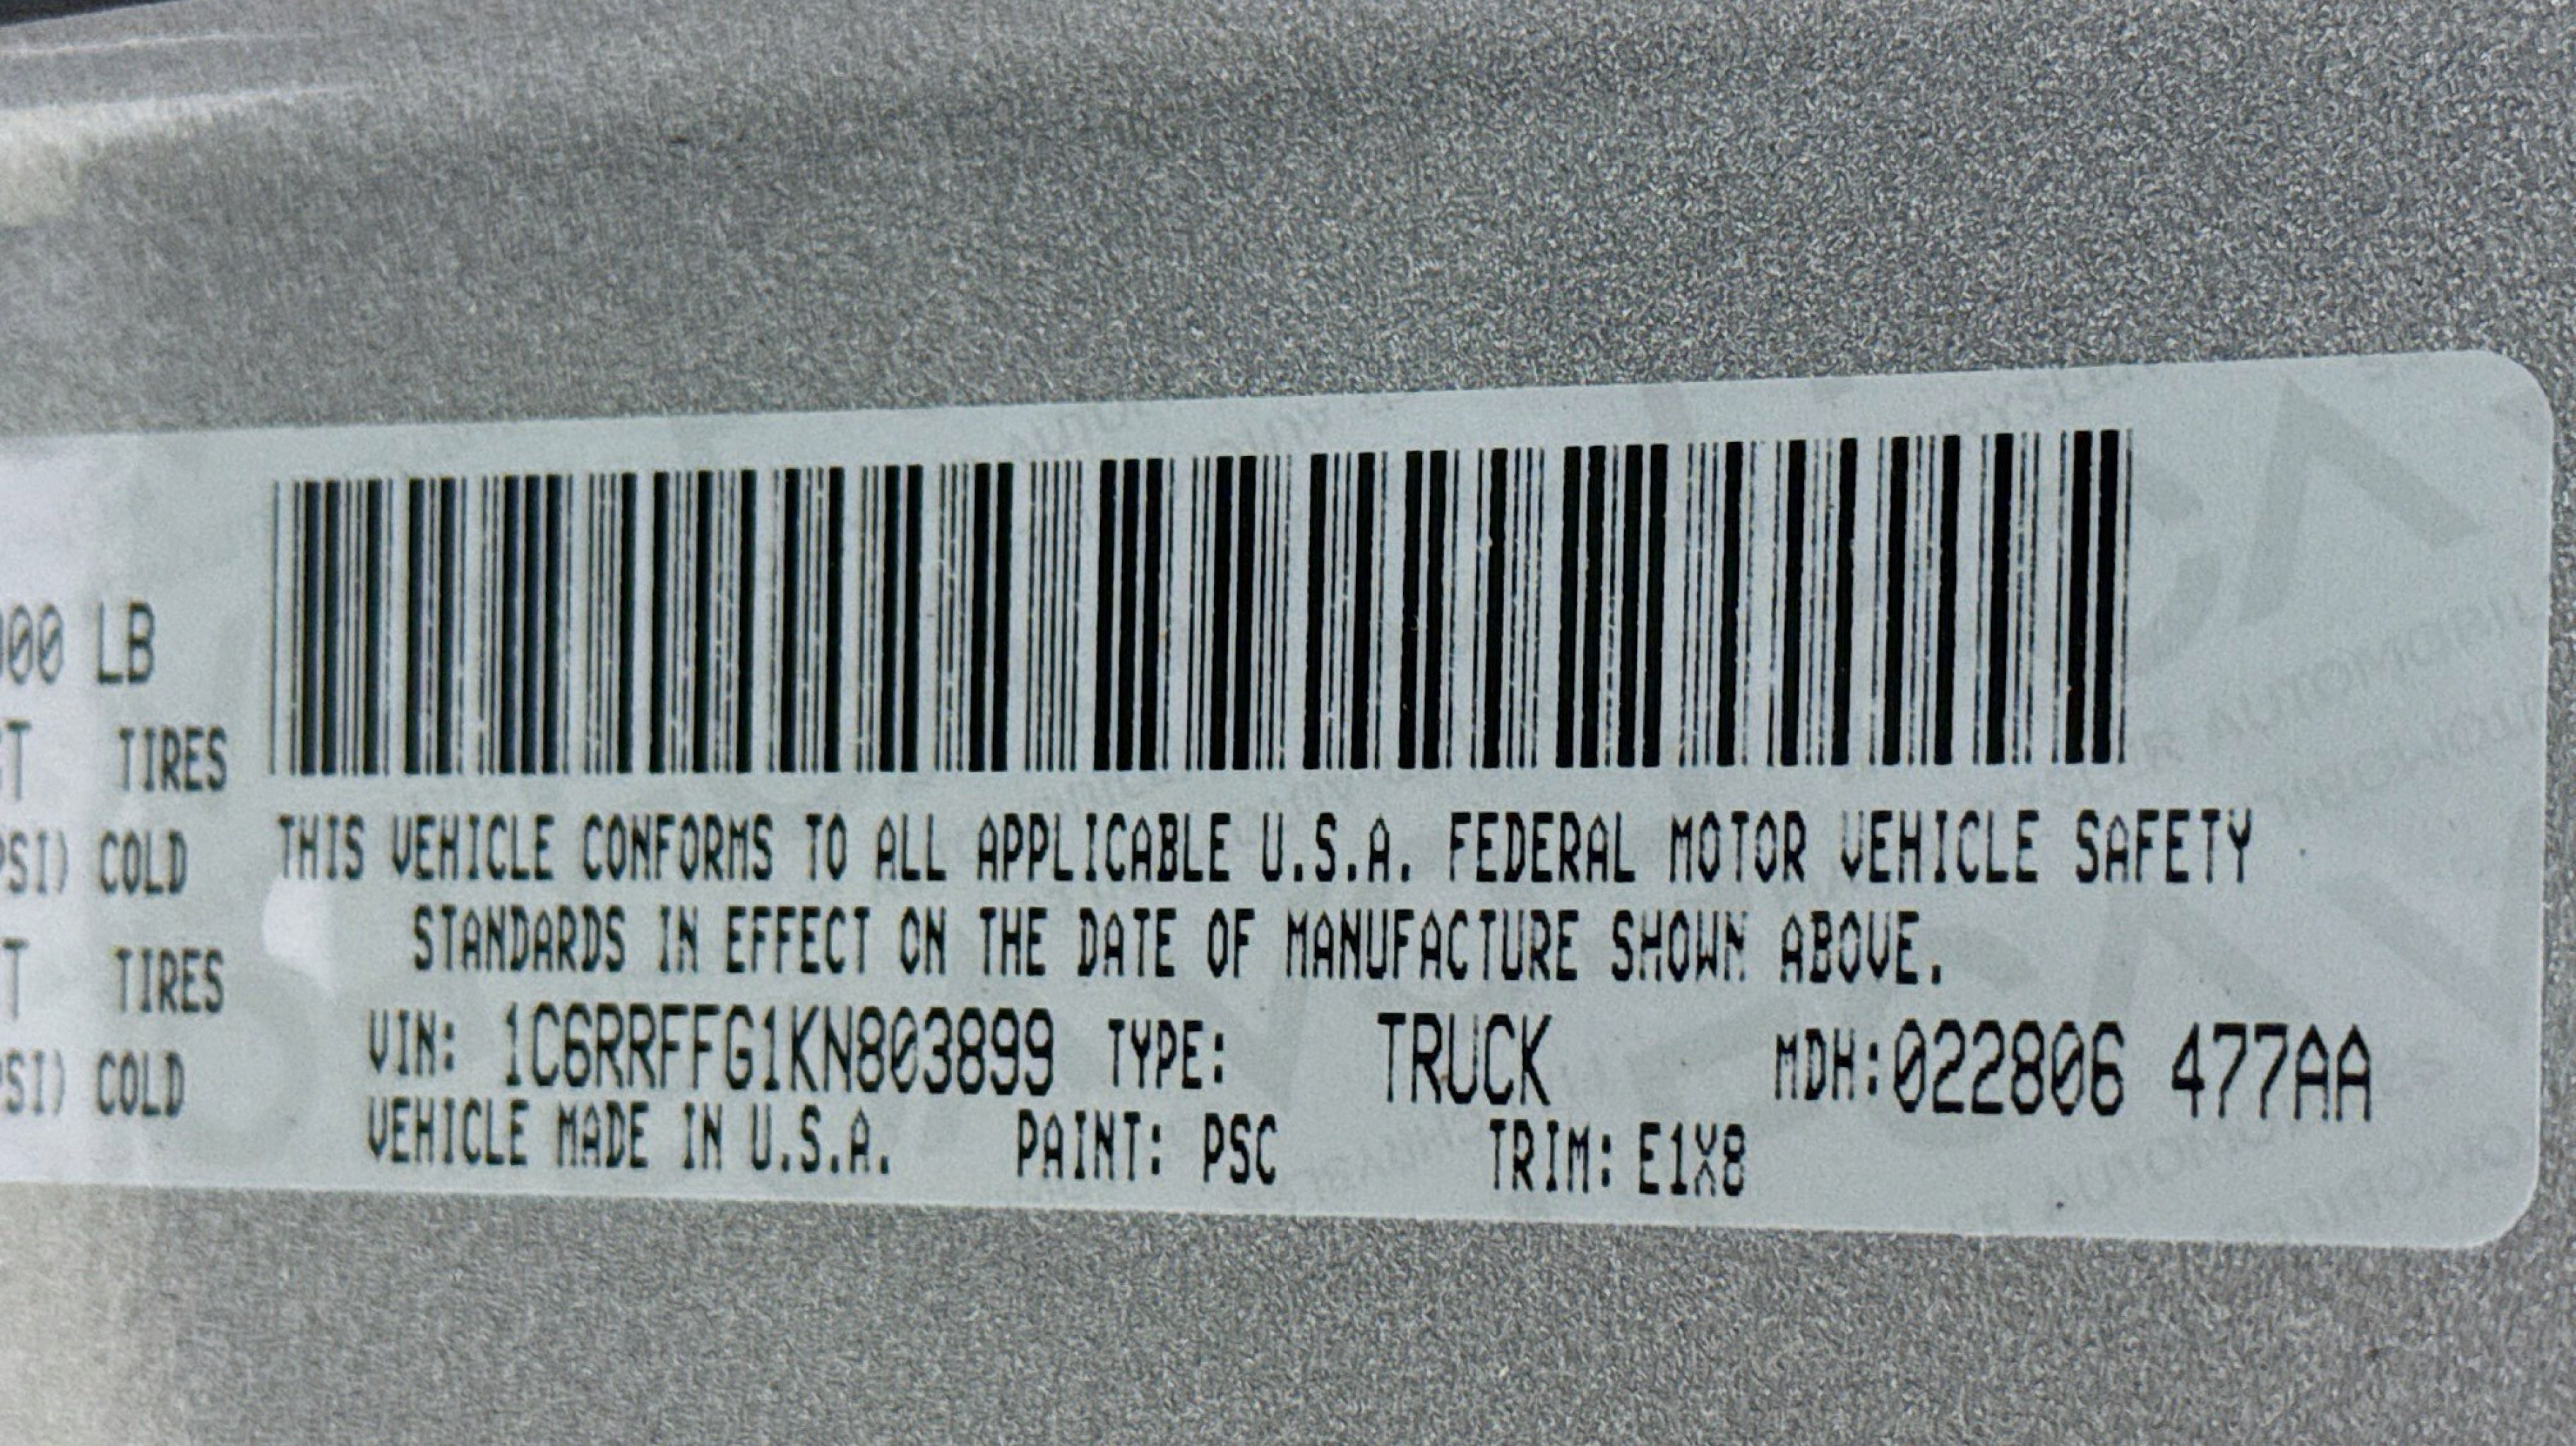 00 LB
T TIRES
PSI) COLD
T TIRES
PSI) COLD
THIS VEHICLE CONFORMS TO ALL APPLICABLE U.S.A. FEDERAL MOTOR VEHICLE SAFETY
STANDARDS IN EFFECT ON THE DATE OF MANUFACTURE SHOWN ABOVE.
VIN: 1C6RRFFG1KN803899 TYPE: TRUCK MDH:022806 477AA
VEHICLE MADE IN U.S.A. PAINT: PSC TRIM: E1X8